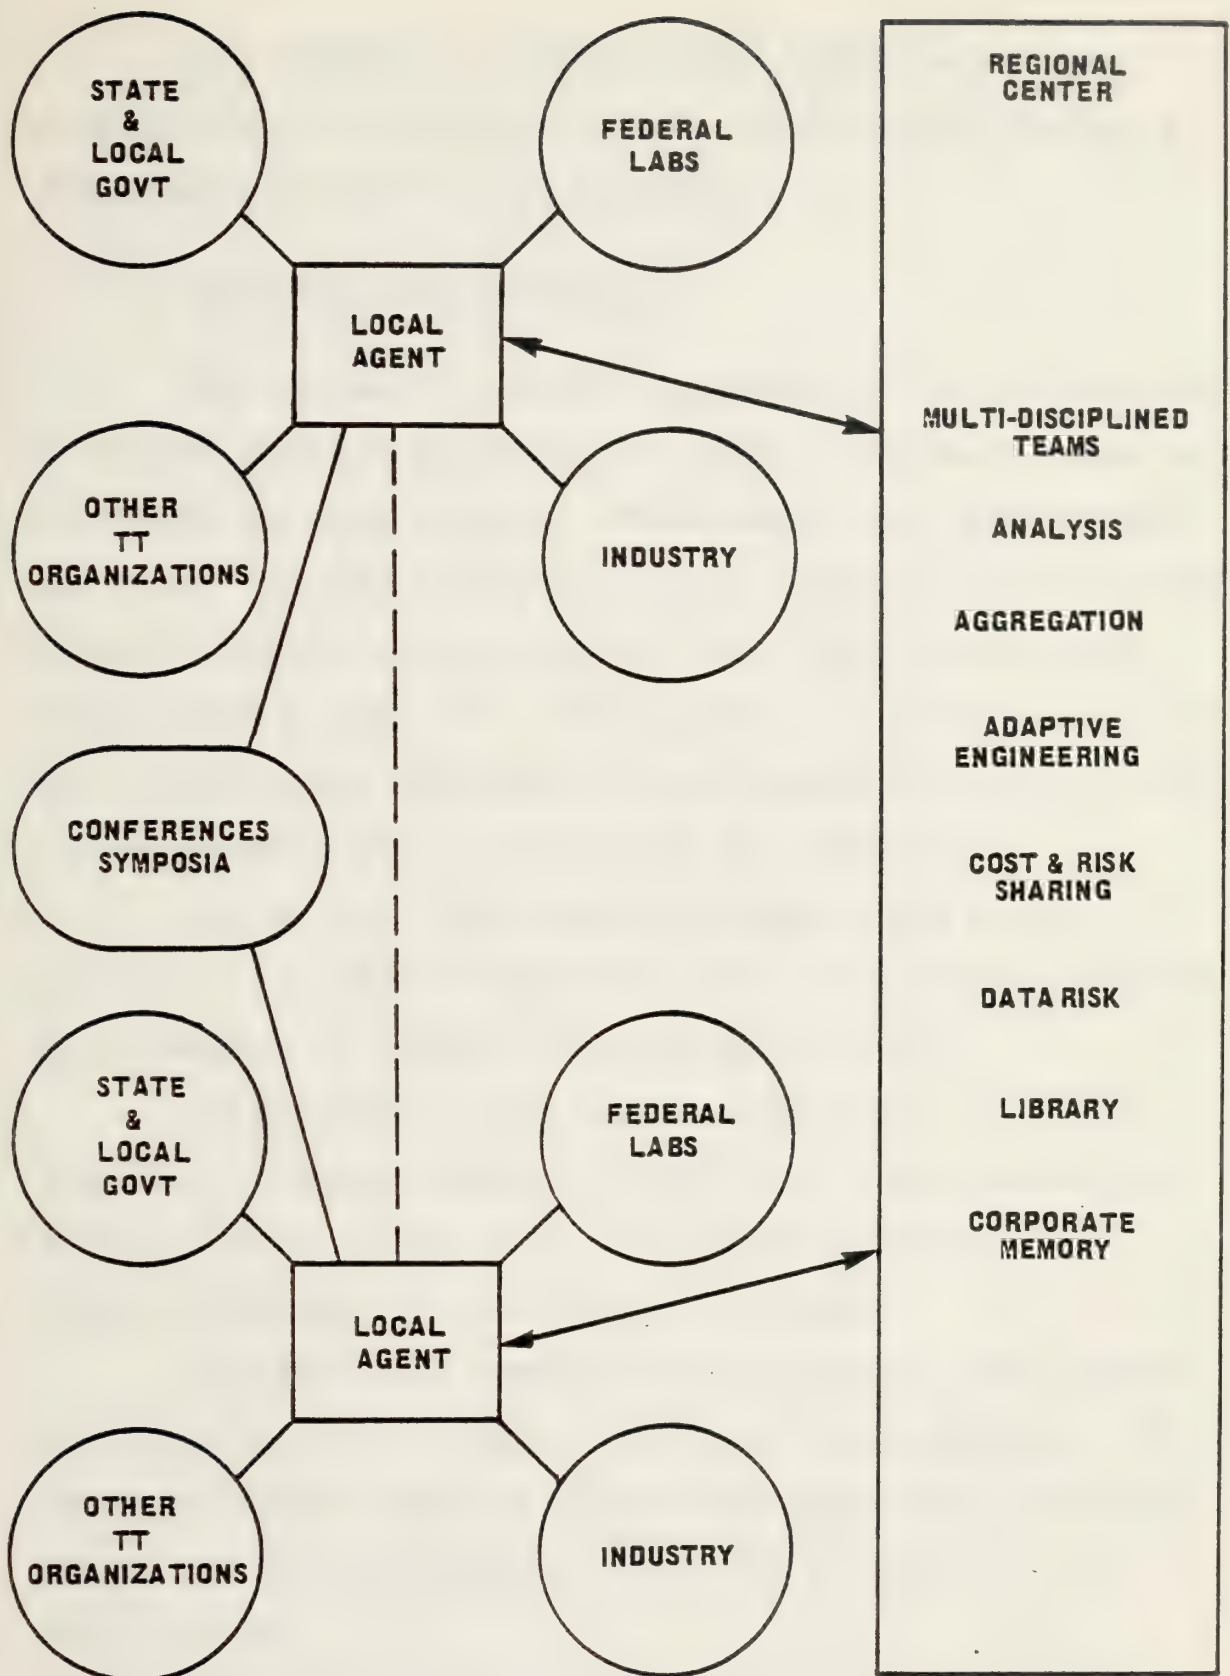 STATE
&
LOCAL
GOVT
FEDERAL
LABS
LOCAL
AGENT
OTHER
TT
ORGANIZATIONS
INDUSTRY
CONFERENCES
SYMPOSIA
STATE
&
LOCAL
GOVT
FEDERAL
LABS
LOCAL
AGENT
OTHER
TT
ORGANIZATIONS
INDUSTRY
REGIONAL
CENTER
MULTI-DISCIPLINED
TEAMS
ANALYSIS
AGGREGATION
ADAPTIVE
ENGINEERING
COST & RISK
SHARING
DATA RISK
LIBRARY
CORPORATE
MEMORY